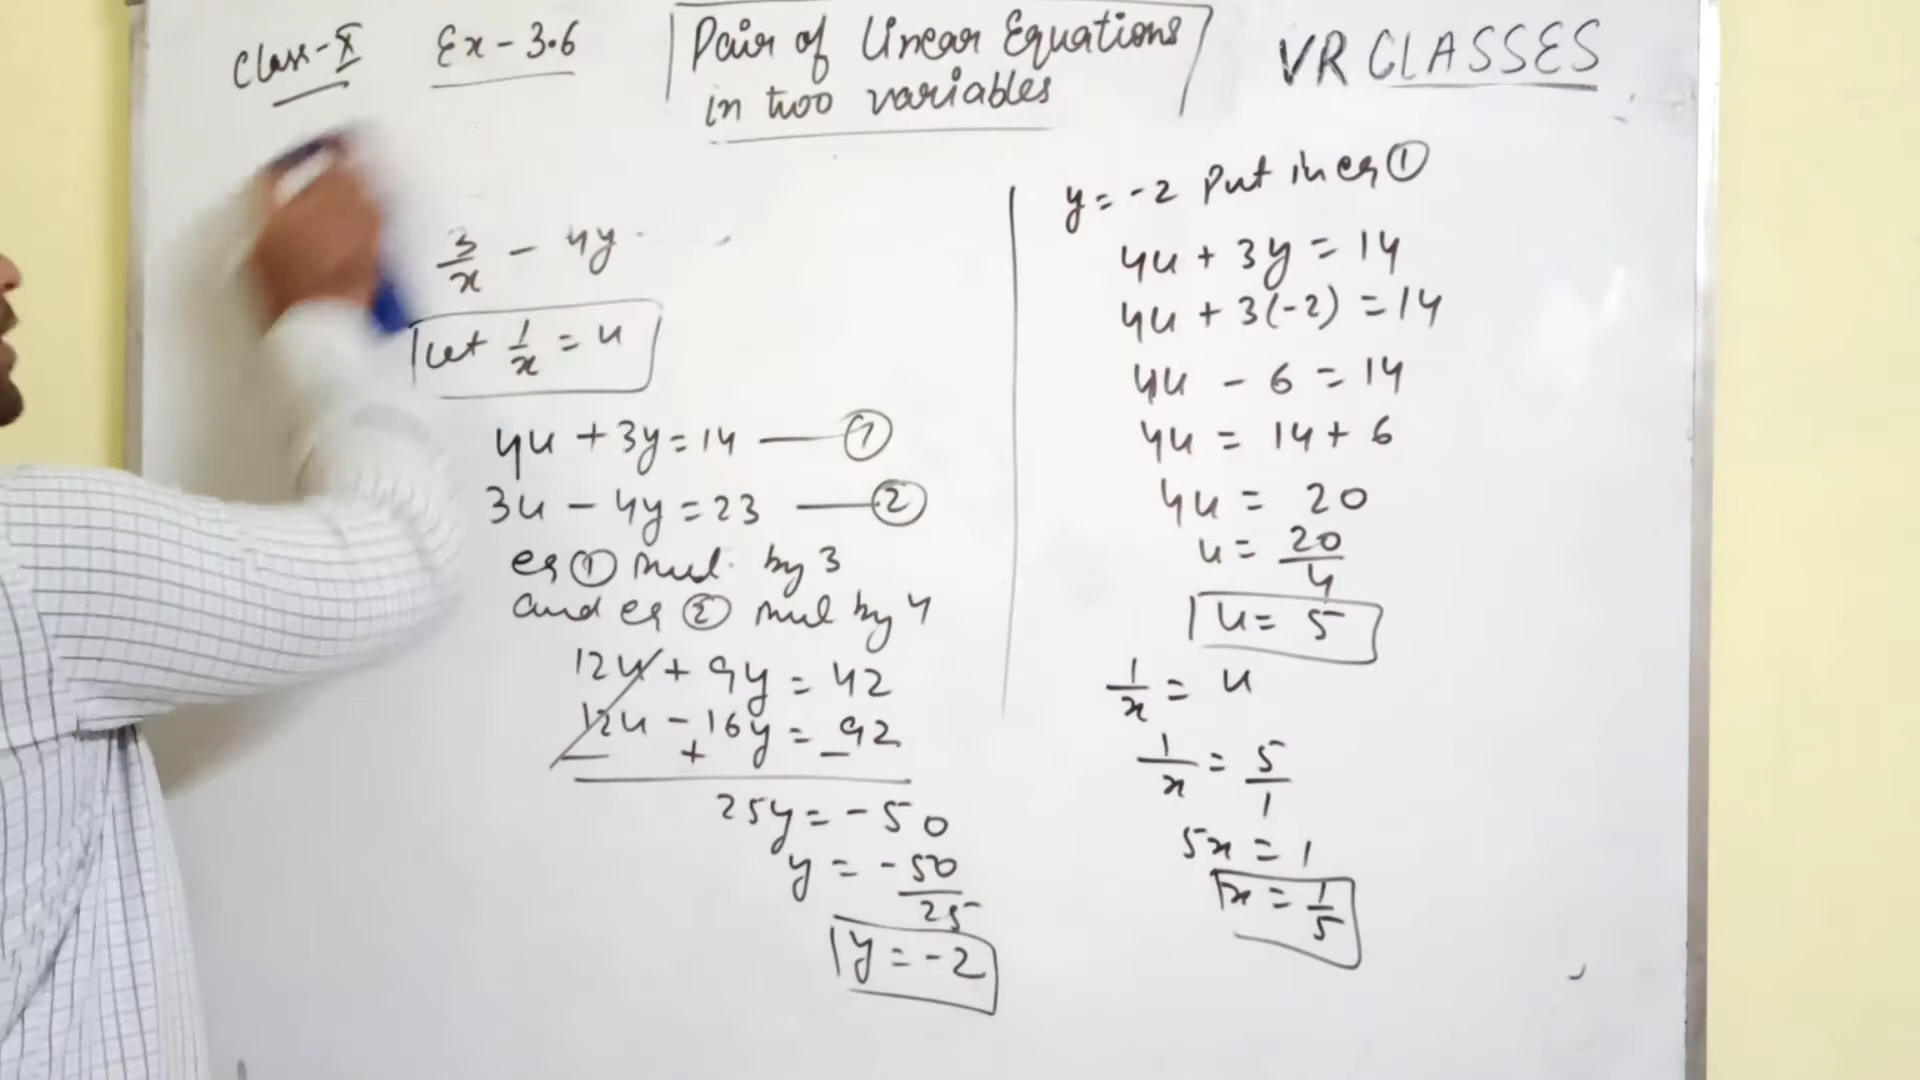 Class-X
Ex-3.6
Pair of Linear Equations
in two variables
VR CLASSES
3/x - 4y
let 1/x = u
4u + 3y = 14 — ①
3u - 4y = 23 — ②
eq ① mul. by 3
and eq ② mul by 4
12u + 9y = 42
12u - 16y = 92
- + -
25y = -50
y = -50/25
y = -2
y = -2 Put in eq ①
4u + 3y = 14
4u + 3(-2) = 14
4u - 6 = 14
4u = 14 + 6
4u = 20
u = 20/4
u = 5
1/x = u
1/x = 5/1
5x = 1
x = 1/5